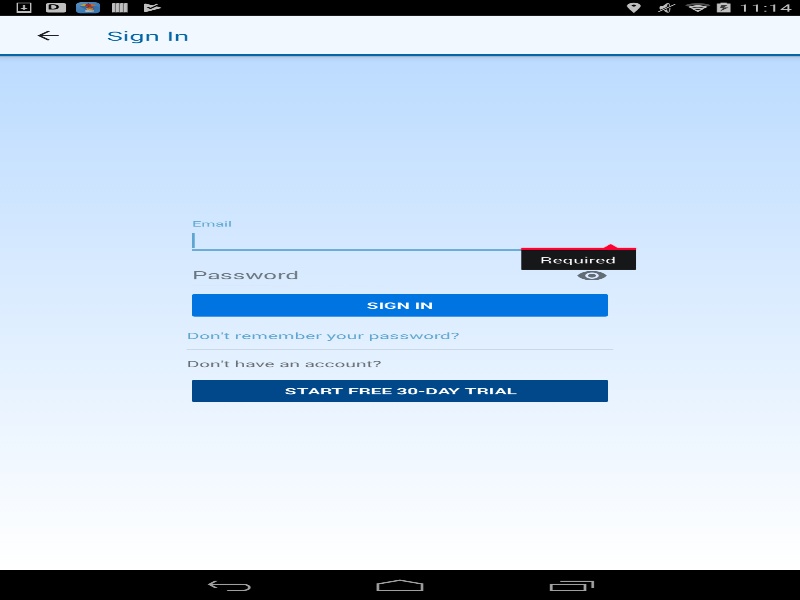 11:14
Sign In
Email
Required
Password
SIGN IN
Don't remember your password?
Don't have an account?
START FREE 30-DAY TRIAL